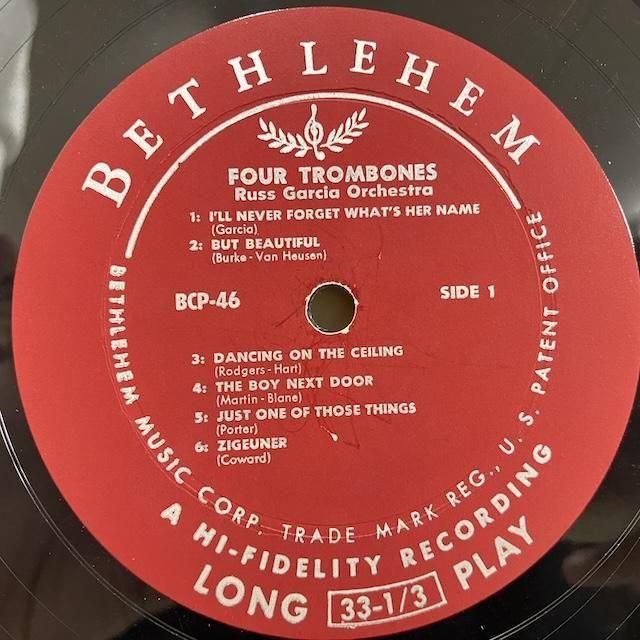 BETHLEHEM
FOUR TROMBONES
Russ Garcia Orchestra
1: I'LL NEVER FORGET WHAT'S HER NAME
(Garcia)
2: BUT BEAUTIFUL
(Burke - Van Heusen)
BCP-46
SIDE 1
3: DANCING ON THE CEILING
(Rodgers - Hart)
4: THE BOY NEXT DOOR
(Martin - Blane)
5: JUST ONE OF THOSE THINGS
(Porter)
6: ZIGEUNER
(Coward)
BETHLEHEM MUSIC CORP. TRADE MARK REG., U. S. PATENT OFFICE
A HI-FIDELITY RECORDING
LONG 33-1/3 PLAY